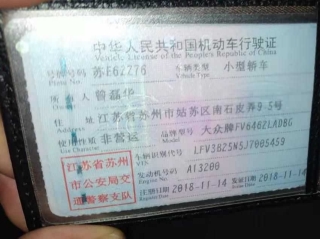 中华人民共和国机动车行驶证
Vehicle License of the People's Republic of China
号牌号码 苏E62276 车辆类型 小型轿车
Plate No. Vehicle Type
所有人 曾磊华
Owner
住址 江苏省苏州市姑苏区南石皮弄9-5号
Address
使用性质 非营运 品牌型号 大众牌FV6462LADBG
江苏省苏州
市公安局交
通警察支队
车辆识别代号 LFV3B25N5J7005459
VIN
发动机号码 A13200
Engine No.
注册日期 2018-11-14 发证日期 2018-11-14